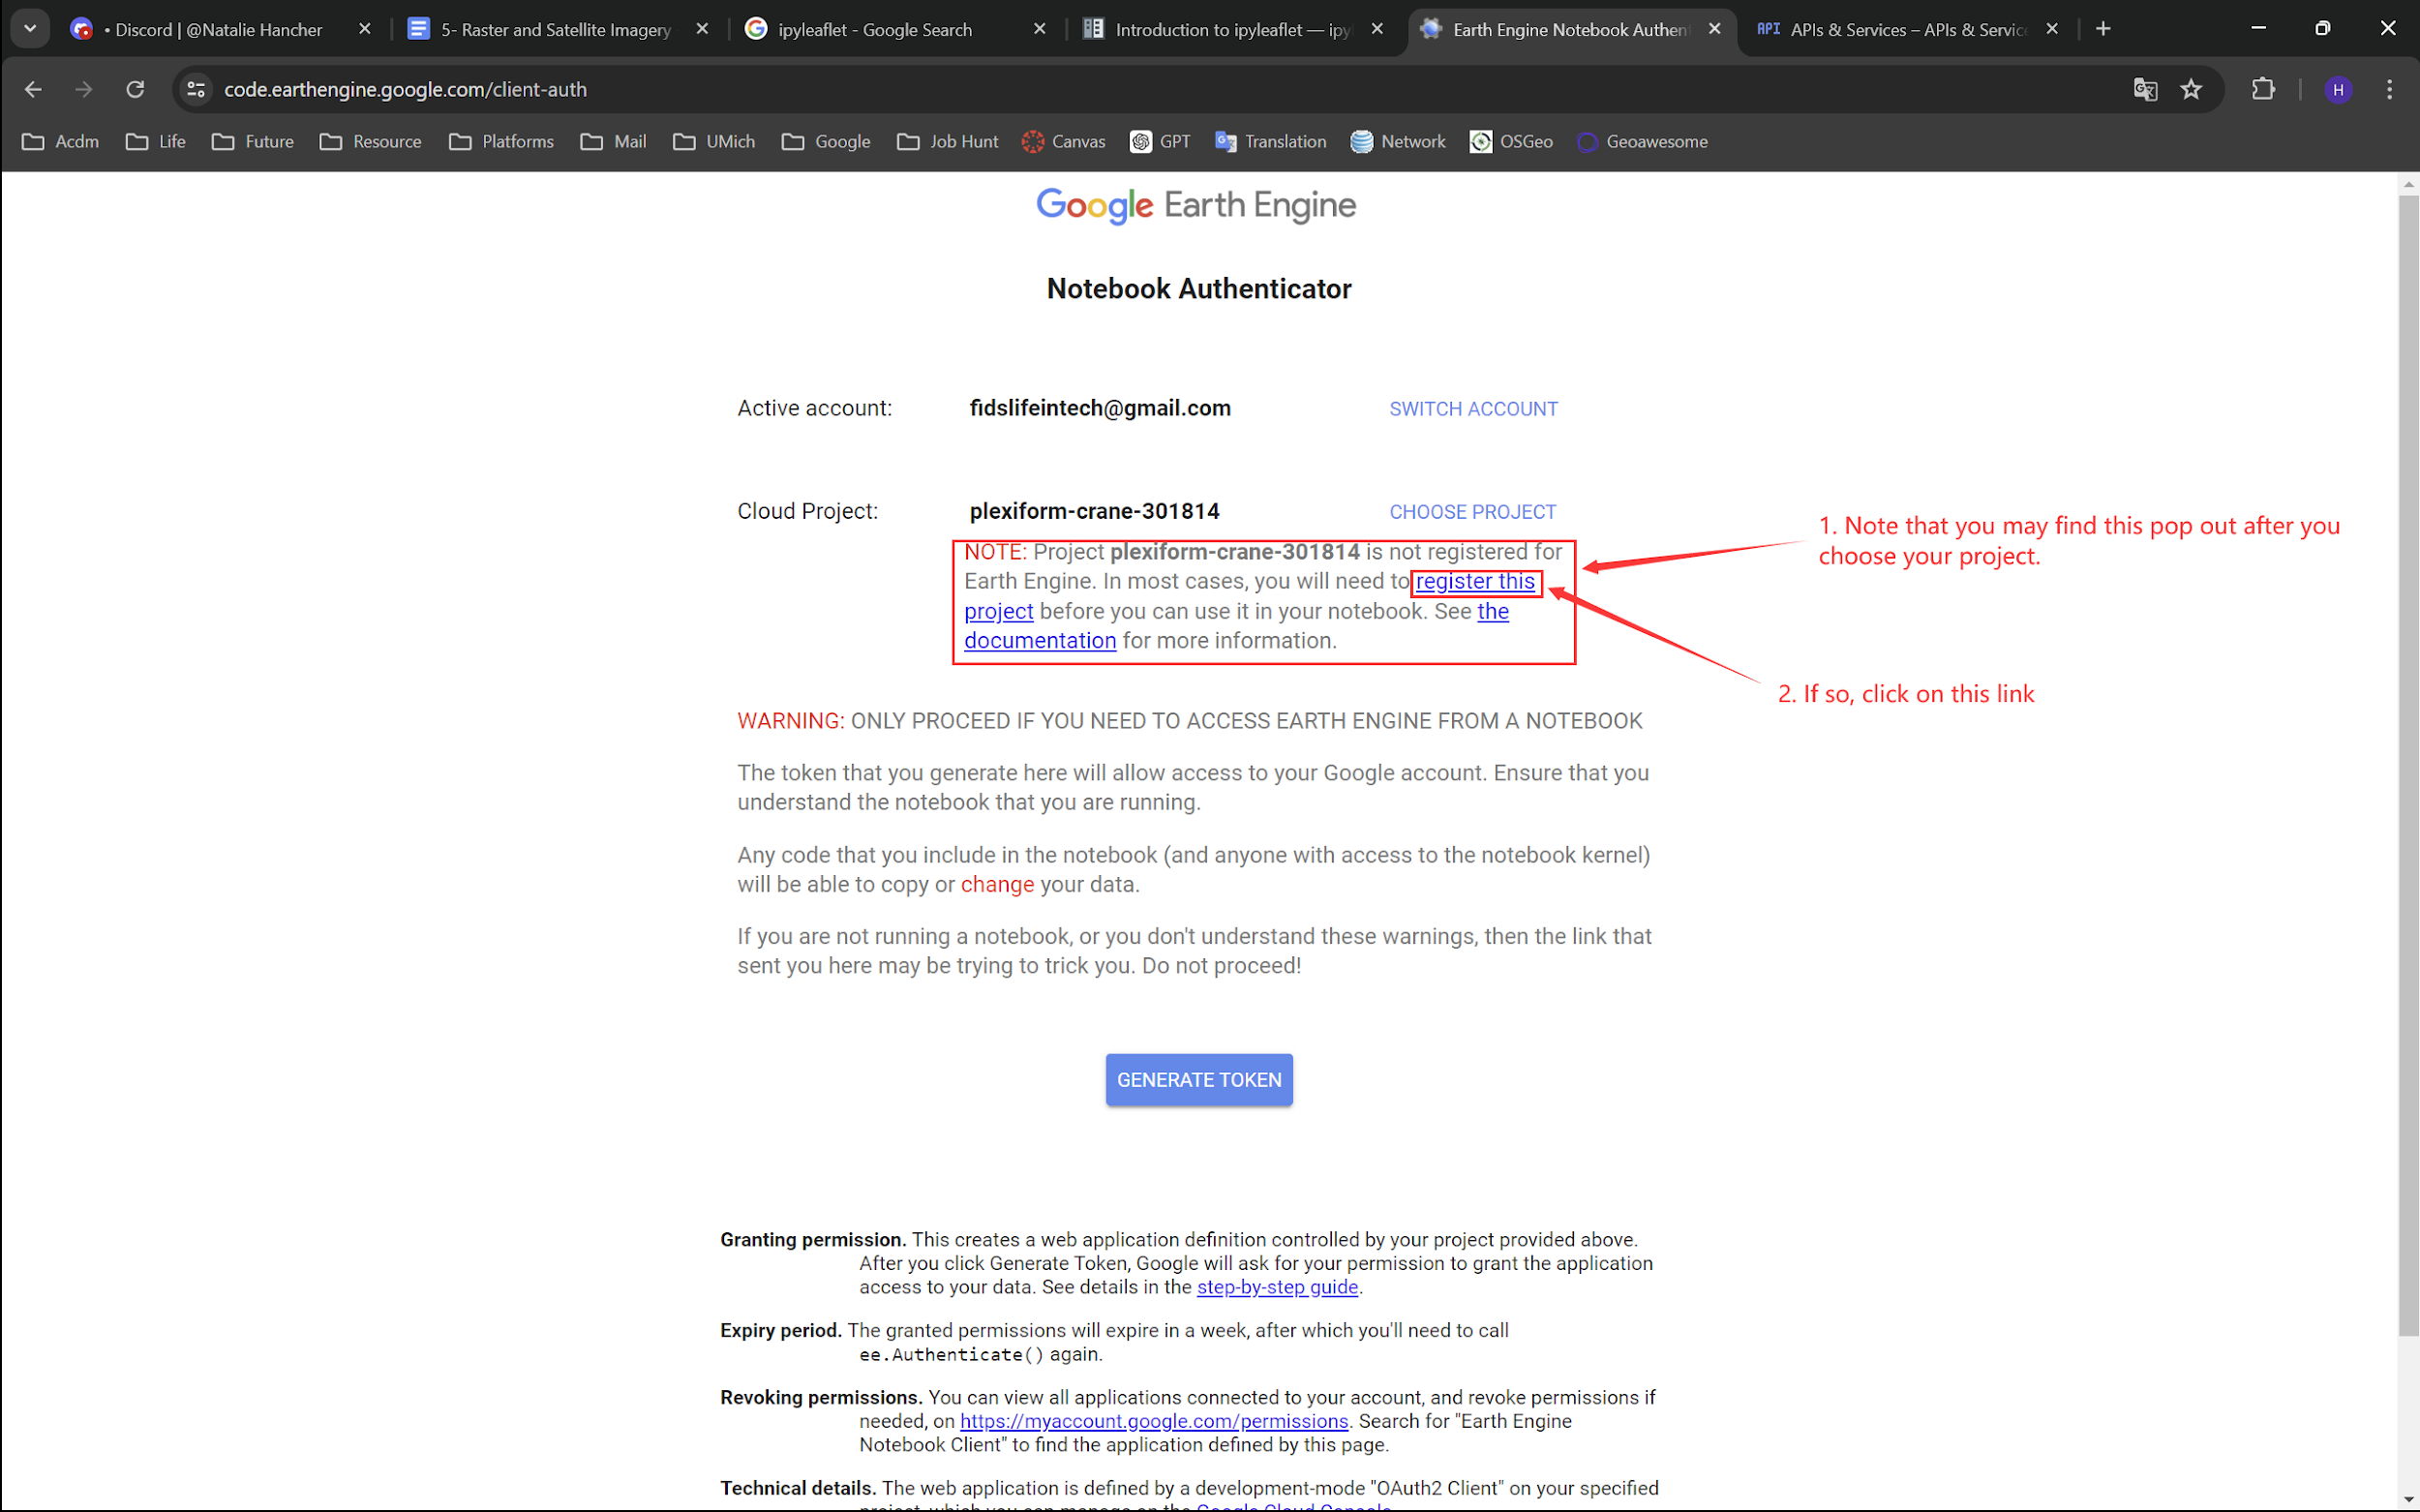 • Discord | @Natalie Hancher
5- Raster and Satellite Imagery
ipyleaflet - Google Search
Introduction to ipyleaflet — ipyl
Earth Engine Notebook Authen
API APIs & Services – APIs & Servic
code.earthengine.google.com/client-auth
H
Acdm Life Future Resource Platforms Mail UMich Google Job Hunt Canvas GPT Translation Network OSGeo Geoawesome
Google Earth Engine
Notebook Authenticator
Active account: fidslifeintech@gmail.com SWITCH ACCOUNT
Cloud Project: plexiform-crane-301814 CHOOSE PROJECT
NOTE: Project plexiform-crane-301814 is not registered for
Earth Engine. In most cases, you will need to register this
project before you can use it in your notebook. See the
documentation for more information.
1. Note that you may find this pop out after you
choose your project.
2. If so, click on this link
WARNING: ONLY PROCEED IF YOU NEED TO ACCESS EARTH ENGINE FROM A NOTEBOOK
The token that you generate here will allow access to your Google account. Ensure that you
understand the notebook that you are running.
Any code that you include in the notebook (and anyone with access to the notebook kernel)
will be able to copy or change your data.
If you are not running a notebook, or you don't understand these warnings, then the link that
sent you here may be trying to trick you. Do not proceed!
GENERATE TOKEN
Granting permission. This creates a web application definition controlled by your project provided above.
After you click Generate Token, Google will ask for your permission to grant the application
access to your data. See details in the step-by-step guide.
Expiry period. The granted permissions will expire in a week, after which you'll need to call
ee.Authenticate() again.
Revoking permissions. You can view all applications connected to your account, and revoke permissions if
needed, on https://myaccount.google.com/permissions. Search for "Earth Engine
Notebook Client" to find the application defined by this page.
Technical details. The web application is defined by a development-mode "OAuth2 Client" on your specified
project, which you can manage on the Google Cloud Console.